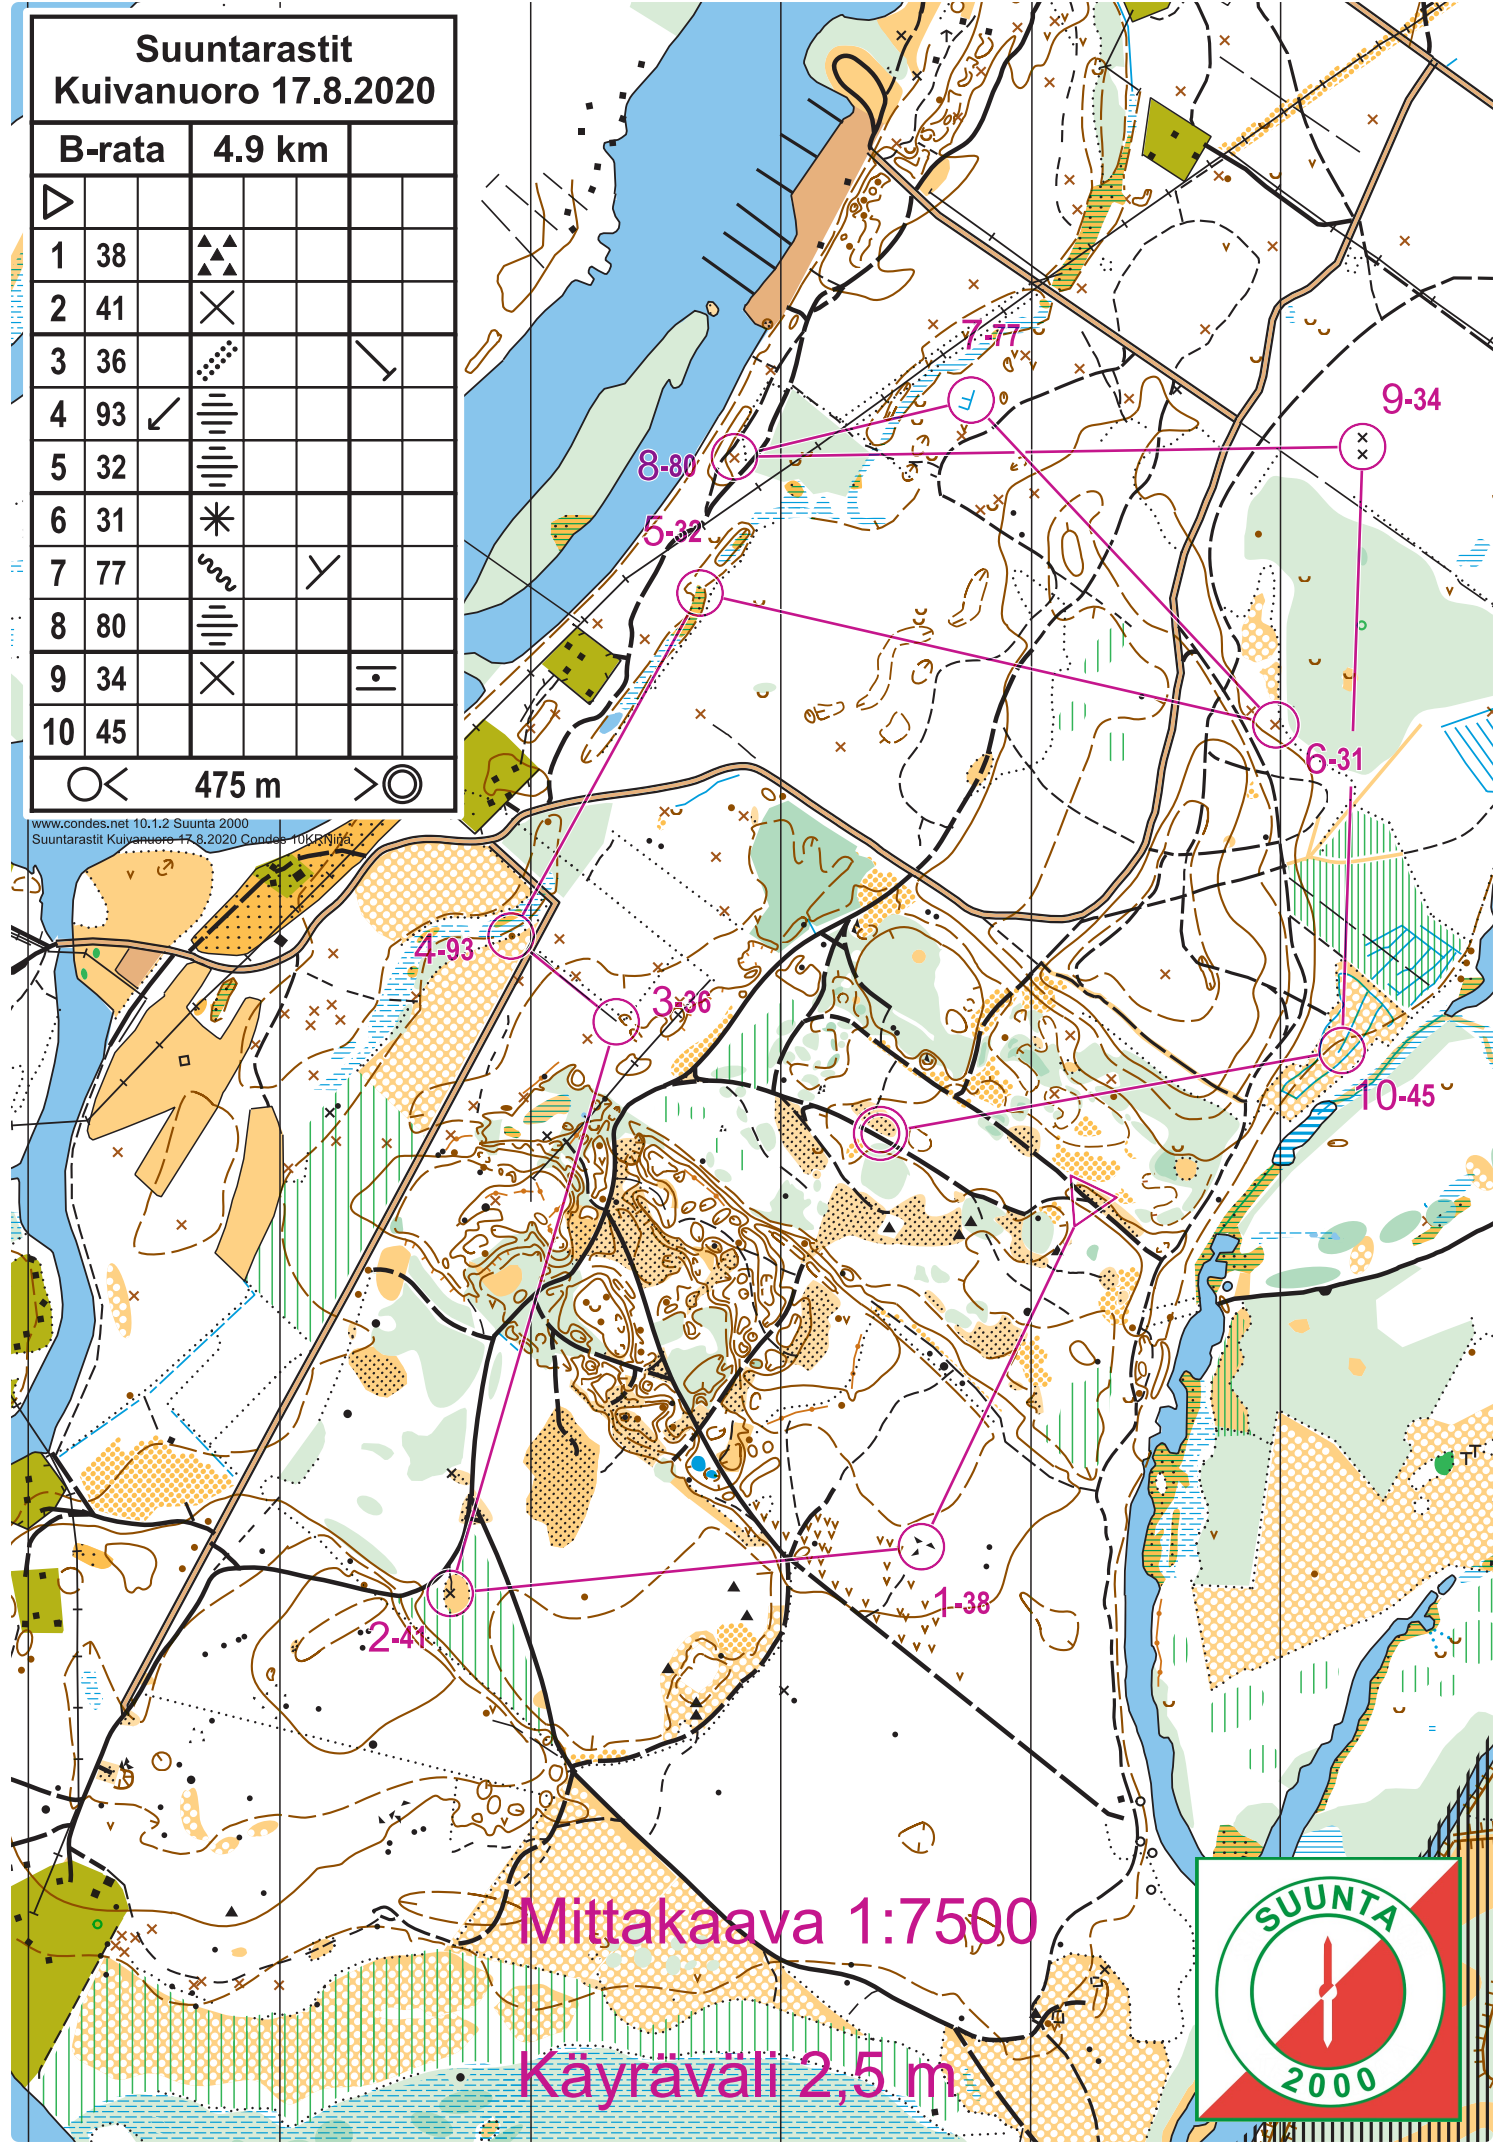 Suuntarastit
Kuivanuoro 17.8.2020
B-rata 4.9 km
1 38
2 41
3 36
4 93
5 32
6 31
7 77
8 80
9 34
10 45
475 m
www.condes.net 10.1.2 Suunta 2000
Suuntarastit Kuivanuoro 17.8.2020 Condes 10KRNiina
7-77
9-34
8-80
5-32
6-31
4-93
3-36
10-45
1-38
2-41
Mittakaava 1:7500
Käyräväli 2,5 m
SUUNTA
2000